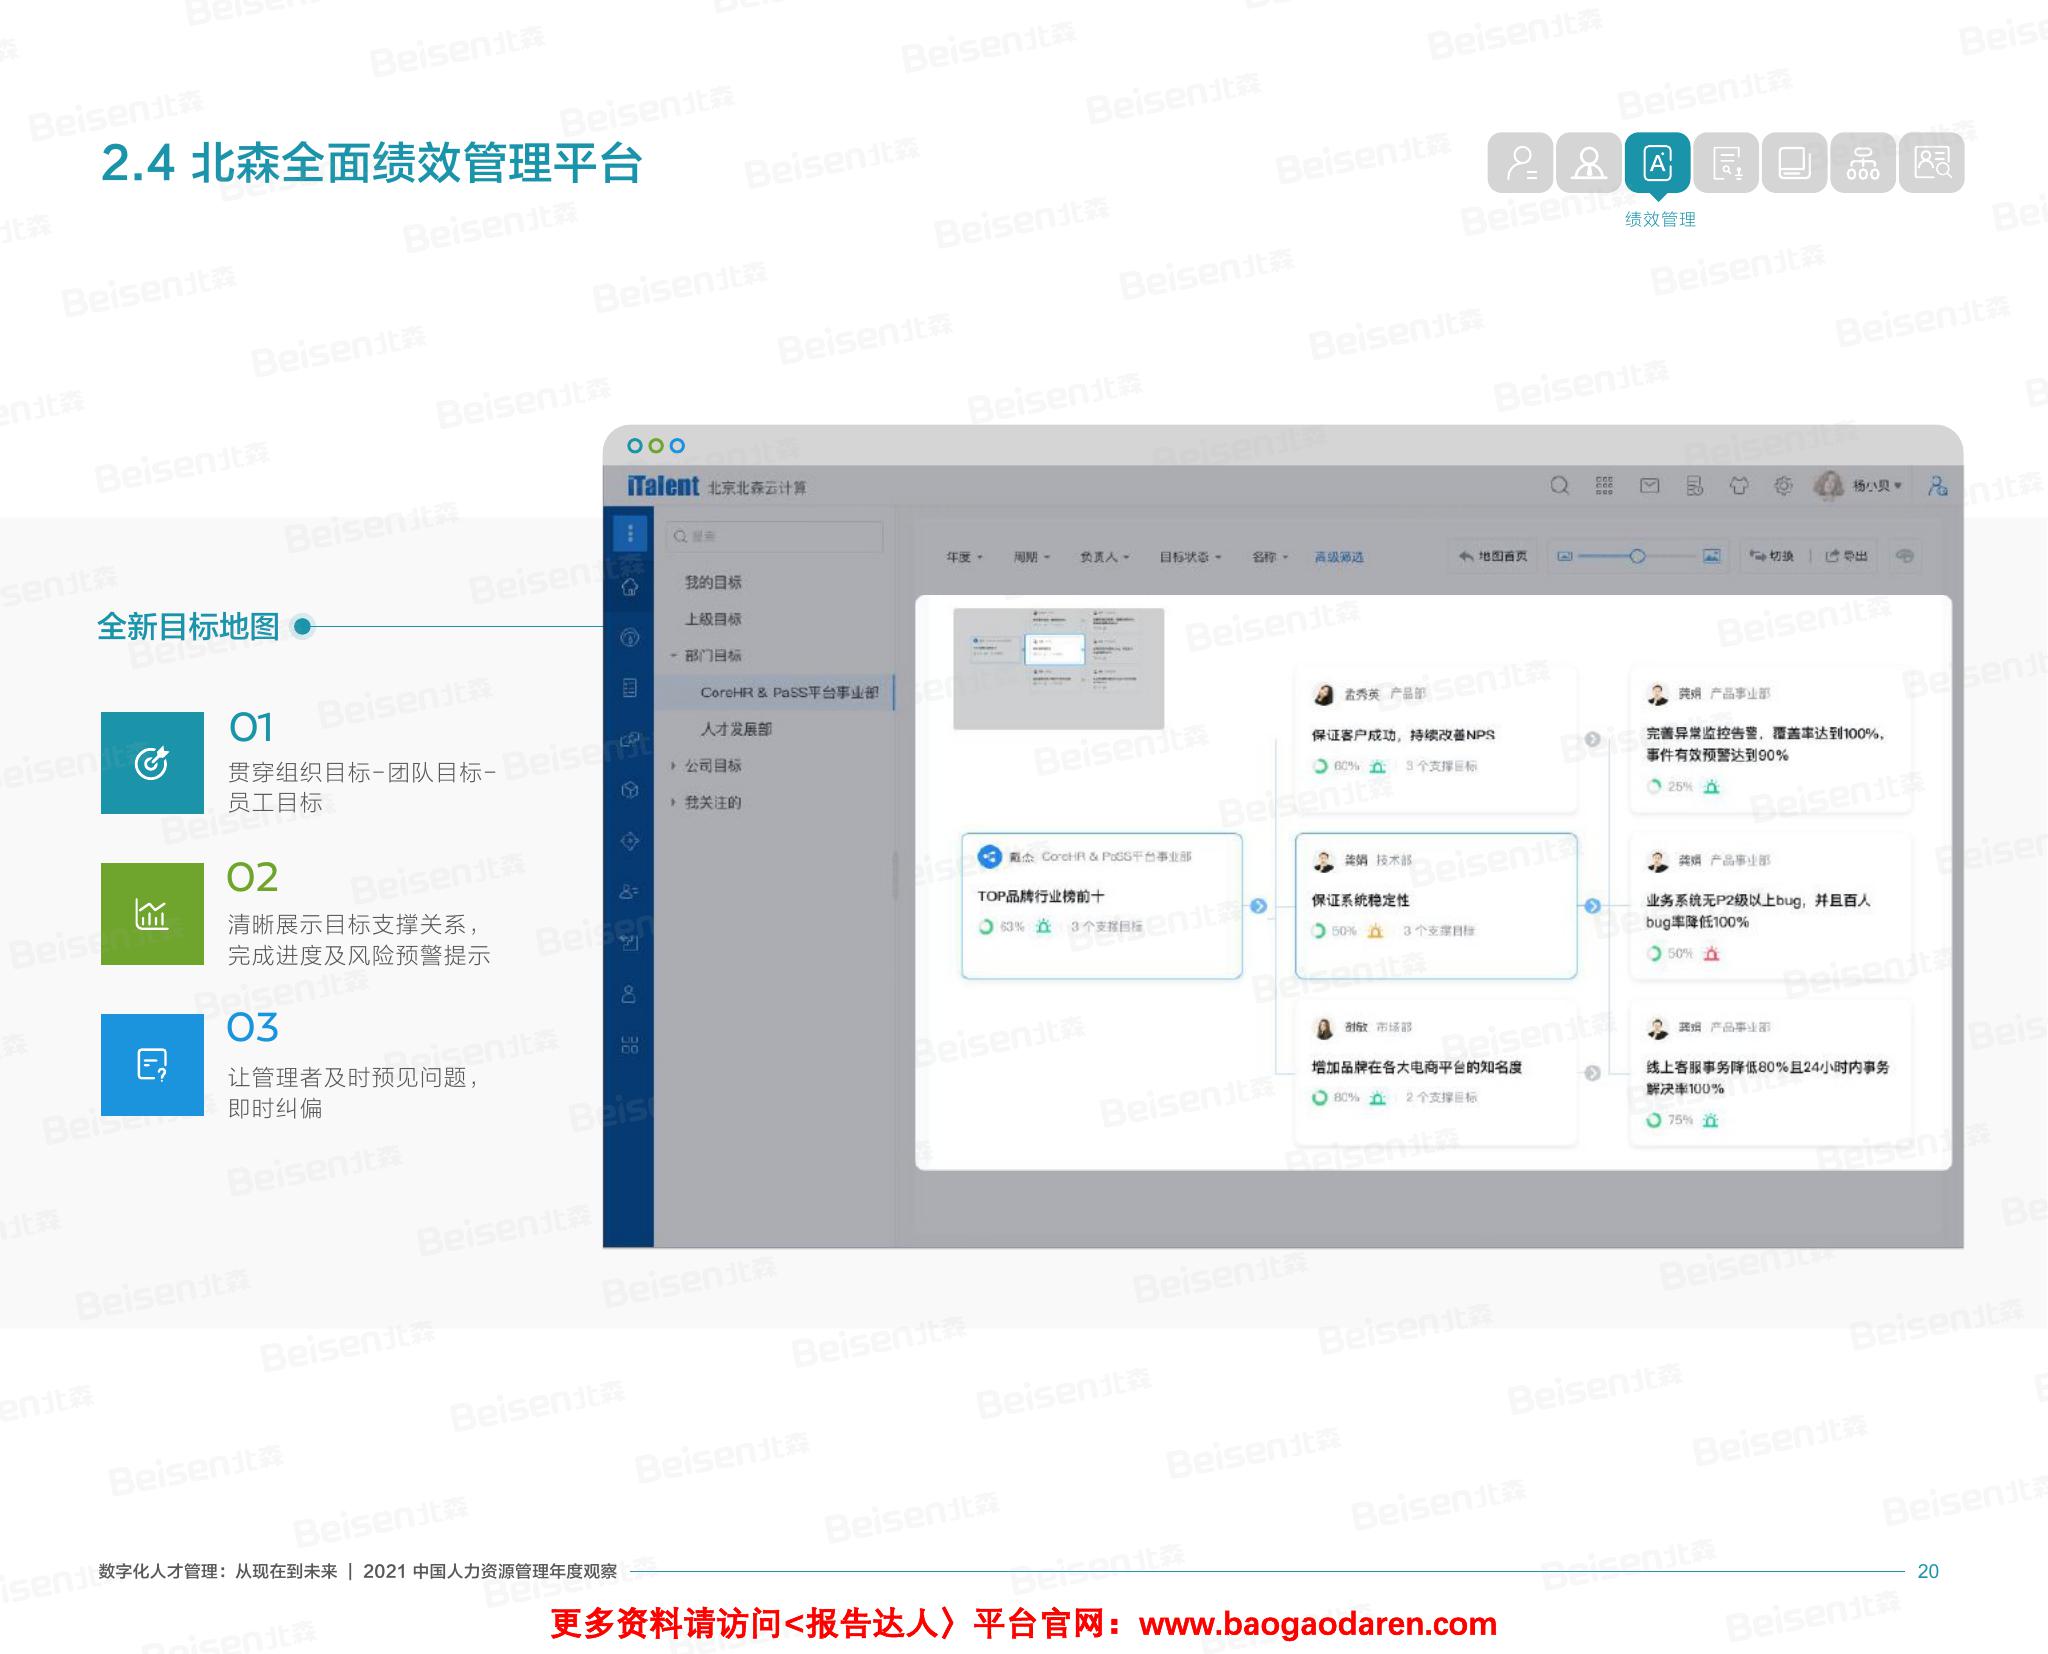 2.4 北森全面绩效管理平台
绩效管理
iTalent 北京北森云计算
杨小贝
搜索
年度 周期 负责人 目标状态 名称 高级筛选 地图首页 切换 导出
我的目标
上级目标
部门目标
CoreHR & PaSS平台事业部
人才发展部
公司目标
我关注的
全新目标地图
01
贯穿组织目标-团队目标-
员工目标
02
清晰展示目标支撑关系，
完成进度及风险预警提示
03
让管理者及时预见问题，
即时纠偏
戴杰 CoreHR & PaSS平台事业部
TOP品牌行业榜前十
63% 3 个支撑目标
孟秀英 产品部
保证客户成功，持续改善NPS
60% 3 个支撑目标
龚娟 技术部
保证系统稳定性
50% 3 个支撑目标
谢敏 市场部
增加品牌在各大电商平台的知名度
80% 2 个支撑目标
龚娟 产品事业部
完善异常监控告警，覆盖率达到100%，
事件有效预警达到90%
25%
龚娟 产品事业部
业务系统无P2级以上bug，并且百人
bug率降低100%
50%
龚娟 产品事业部
线上客服事务降低80%且24小时内事务
解决率100%
75%
数字化人才管理：从现在到未来 | 2021 中国人力资源管理年度观察
20
更多资料请访问<报告达人〉平台官网：www.baogaodaren.com
Beisen北森